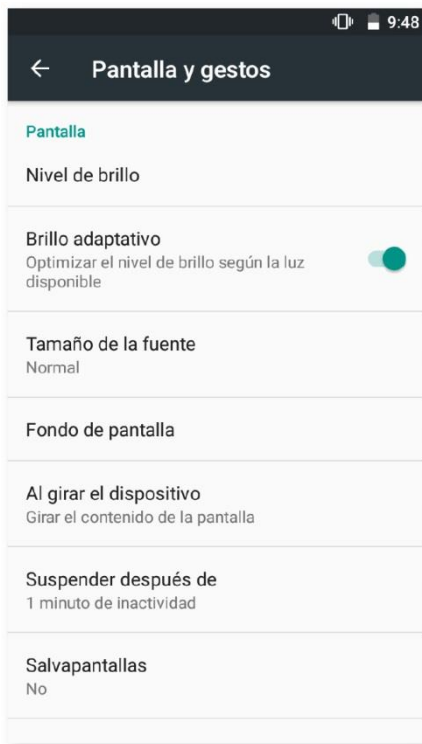 9:48
Pantalla y gestos
Pantalla
Nivel de brillo
Brillo adaptativo
Optimizar el nivel de brillo según la luz
disponible
Tamaño de la fuente
Normal
Fondo de pantalla
Al girar el dispositivo
Girar el contenido de la pantalla
Suspender después de
1 minuto de inactividad
Salvapantallas
No